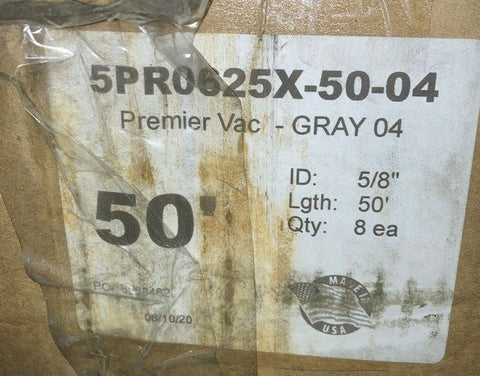 5PR0625X-50-04
Premier Vac - GRAY 04
ID: 5/8"
Lgth: 50'
Qty: 8 ea
50'
PO:
08/10/20
MADE IN
USA